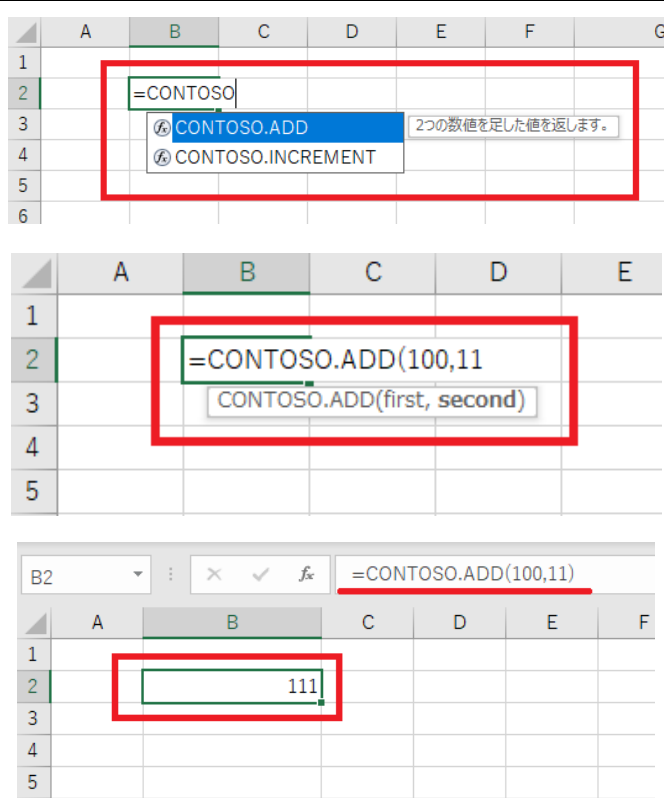 A B C D E F G
1
2 =CONTOSO
3 CONTOSO.ADD 2つの数値を足した値を返します。
4 CONTOSO.INCREMENT
5
6
A B C D E
1
2 =CONTOSO.ADD(100,11
3 CONTOSO.ADD(first, second)
4
5
B2 fx =CONTOSO.ADD(100,11)
A B C D E F
1
2 111
3
4
5